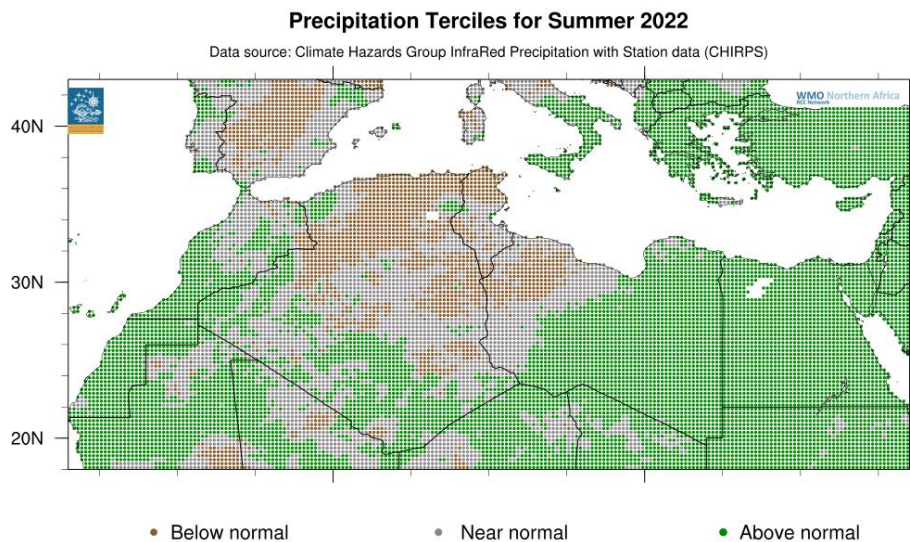 Precipitation Terciles for Summer 2022
Data source: Climate Hazards Group InfraRed Precipitation with Station data (CHIRPS)
WMO Northern Africa
RCC Network
40N
30N
20N
Below normal
Near normal
Above normal